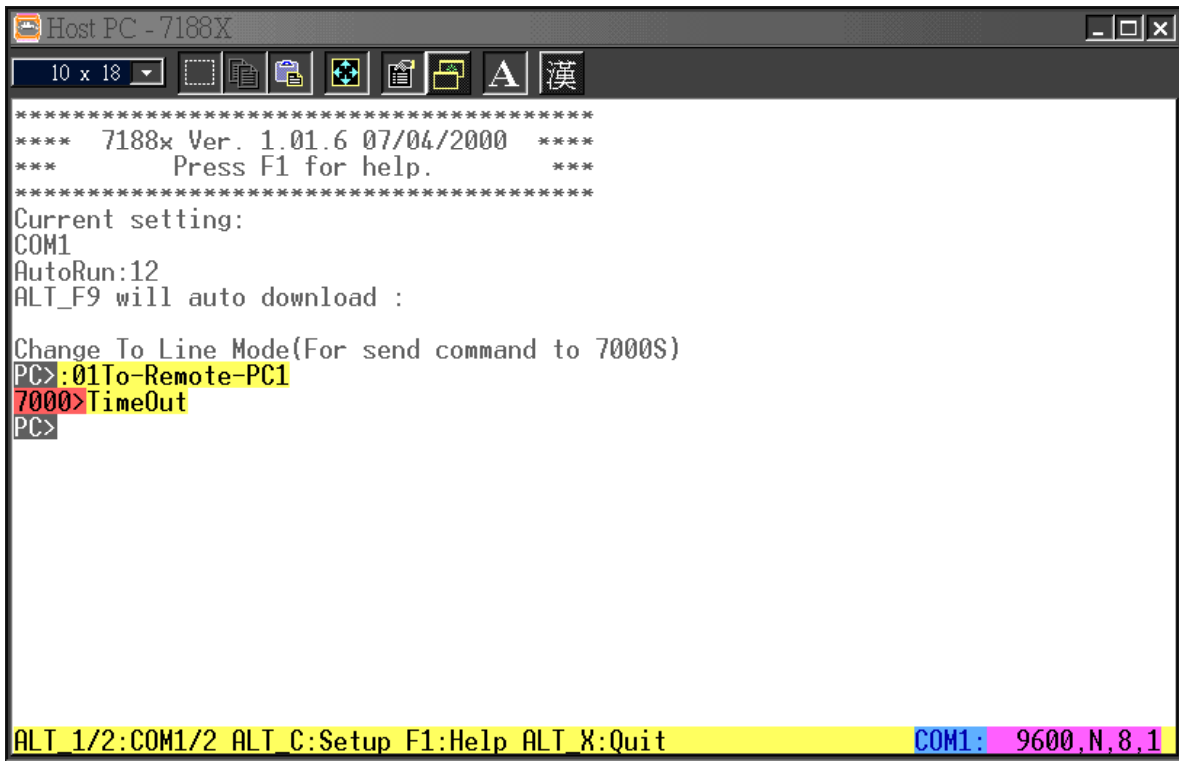 Host PC - 7188X
10 x 18 A 漢
****************************************
****  7188x Ver. 1.01.6 07/04/2000  ****
***        Press F1 for help.        ***
****************************************
Current setting:
COM1
AutoRun:12
ALT_F9 will auto download :
Change To Line Mode(For send command to 7000S)
PC>:01To-Remote-PC1
7000>TimeOut
PC>
ALT_1/2:COM1/2 ALT_C:Setup F1:Help ALT_X:Quit COM1: 9600,N,8,1